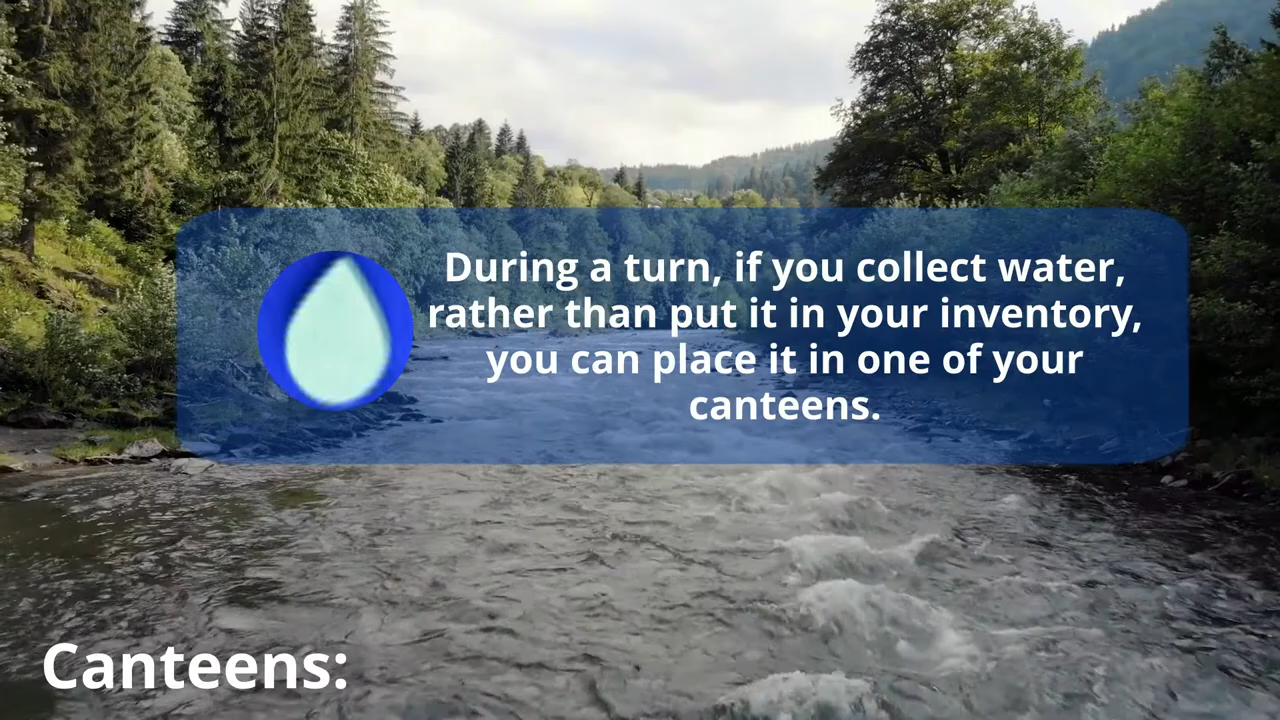 During a turn, if you collect water,
rather than put it in your inventory,
you can place it in one of your
canteens.
Canteens: